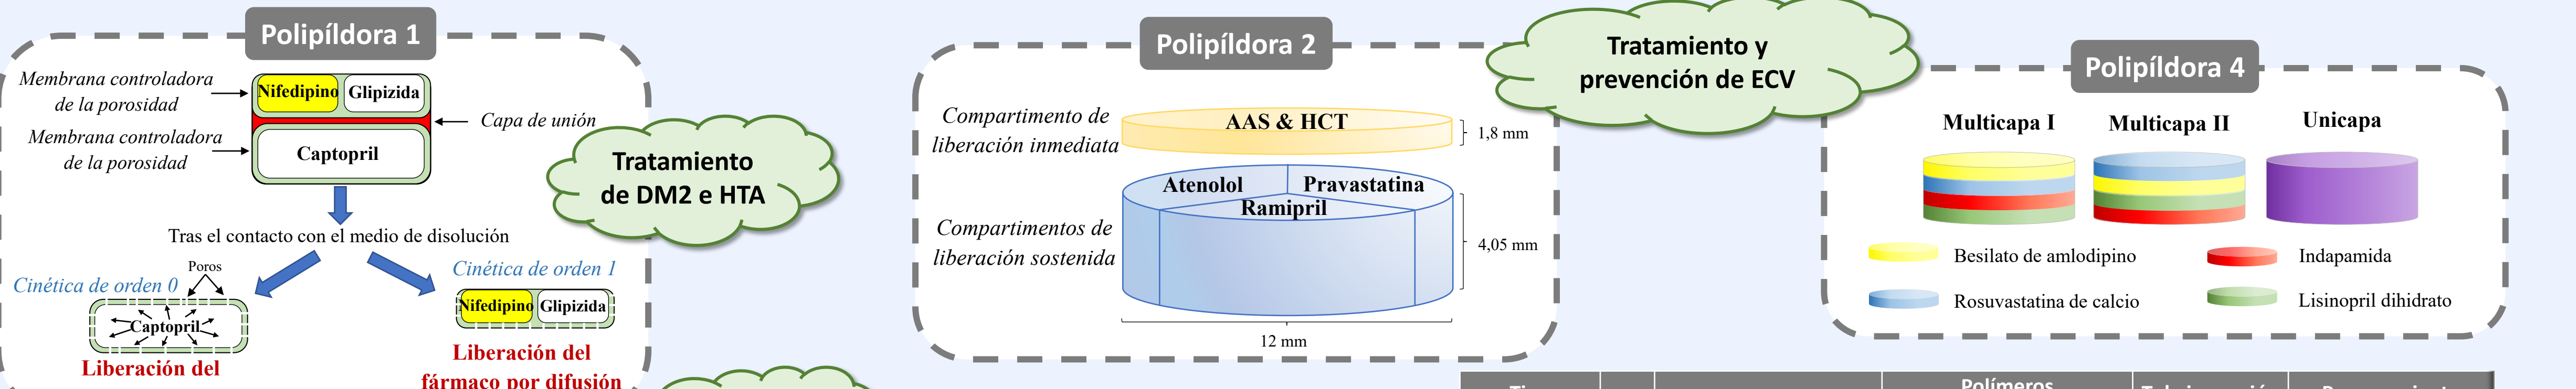 Polipíldora 1
Membrana controladora
de la porosidad
Nifedipino
Glipizida
Capa de unión
Membrana controladora
de la porosidad
Captopril
Tratamiento
de DM2 e HTA
Tras el contacto con el medio de disolución
Cinética de orden 0
Poros
Captopril
Liberación del
Cinética de orden 1
Nifedipino
Glipizida
Liberación del
fármaco por difusión
Polipíldora 2
Compartimento de
liberación inmediata
AAS & HCT
1,8 mm
Atenolol
Pravastatina
Ramipril
Compartimentos de
liberación sostenida
4,05 mm
12 mm
Tratamiento y
prevención de ECV
Polipíldora 4
Multicapa I
Multicapa II
Unicapa
Besilato de amlodipino
Indapamida
Rosuvastatina de calcio
Lisinopril dihidrato
Polímeros